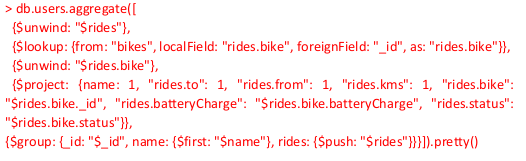 > db.users.aggregate([
{$unwind: "$rides"},
{$lookup: {from: "bikes", localField: "rides.bike", foreignField: "_id", as: "rides.bike"}},
{$unwind: "$rides.bike"},
{$project: {name: 1, "rides.to": 1, "rides.from": 1, "rides.kms": 1, "rides.bike":
"$rides.bike._id", "rides.batteryCharge": "$rides.bike.batteryCharge", "rides.status":
"$rides.bike.status"}},
{$group: {_id: "$_id", name: {$first: "$name"}, rides: {$push: "$rides"}}}]).pretty()